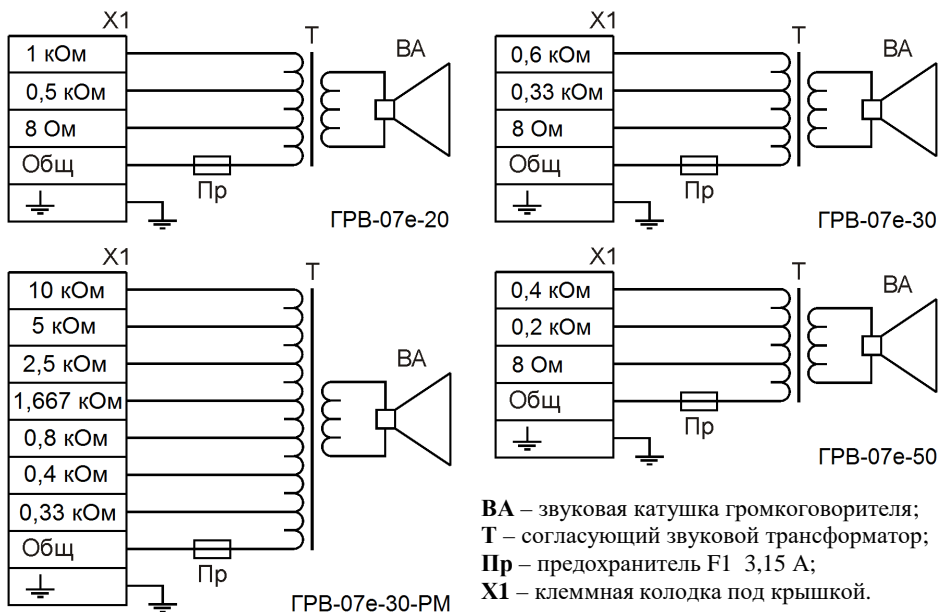 X1
T
BA
1 кОм
0,5 кОм
8 Ом
Общ
Пр
ГРВ-07е-20
X1
T
BA
0,6 кОм
0,33 кОм
8 Ом
Общ
Пр
ГРВ-07е-30
X1
T
BA
10 кОм
5 кОм
2,5 кОм
1,667 кОм
0,8 кОм
0,4 кОм
0,33 кОм
Общ
Пр
ГРВ-07е-30-РМ
X1
T
BA
0,4 кОм
0,2 кОм
8 Ом
Общ
Пр
ГРВ-07е-50
ВА – звуковая катушка громкоговорителя;
Т – согласующий звуковой трансформатор;
Пр – предохранитель F1 3,15 А;
X1 – клеммная колодка под крышкой.